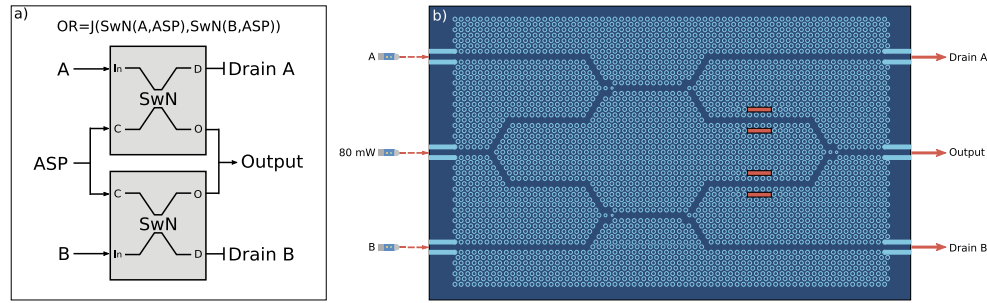 a)
OR=J(SwN(A,ASP),SwN(B,ASP))
A
In
D
Drain A
SwN
C
O
ASP
Output
C
O
SwN
B
In
D
Drain B
b)
A
Drain A
80 mW
Output
B
Drain B